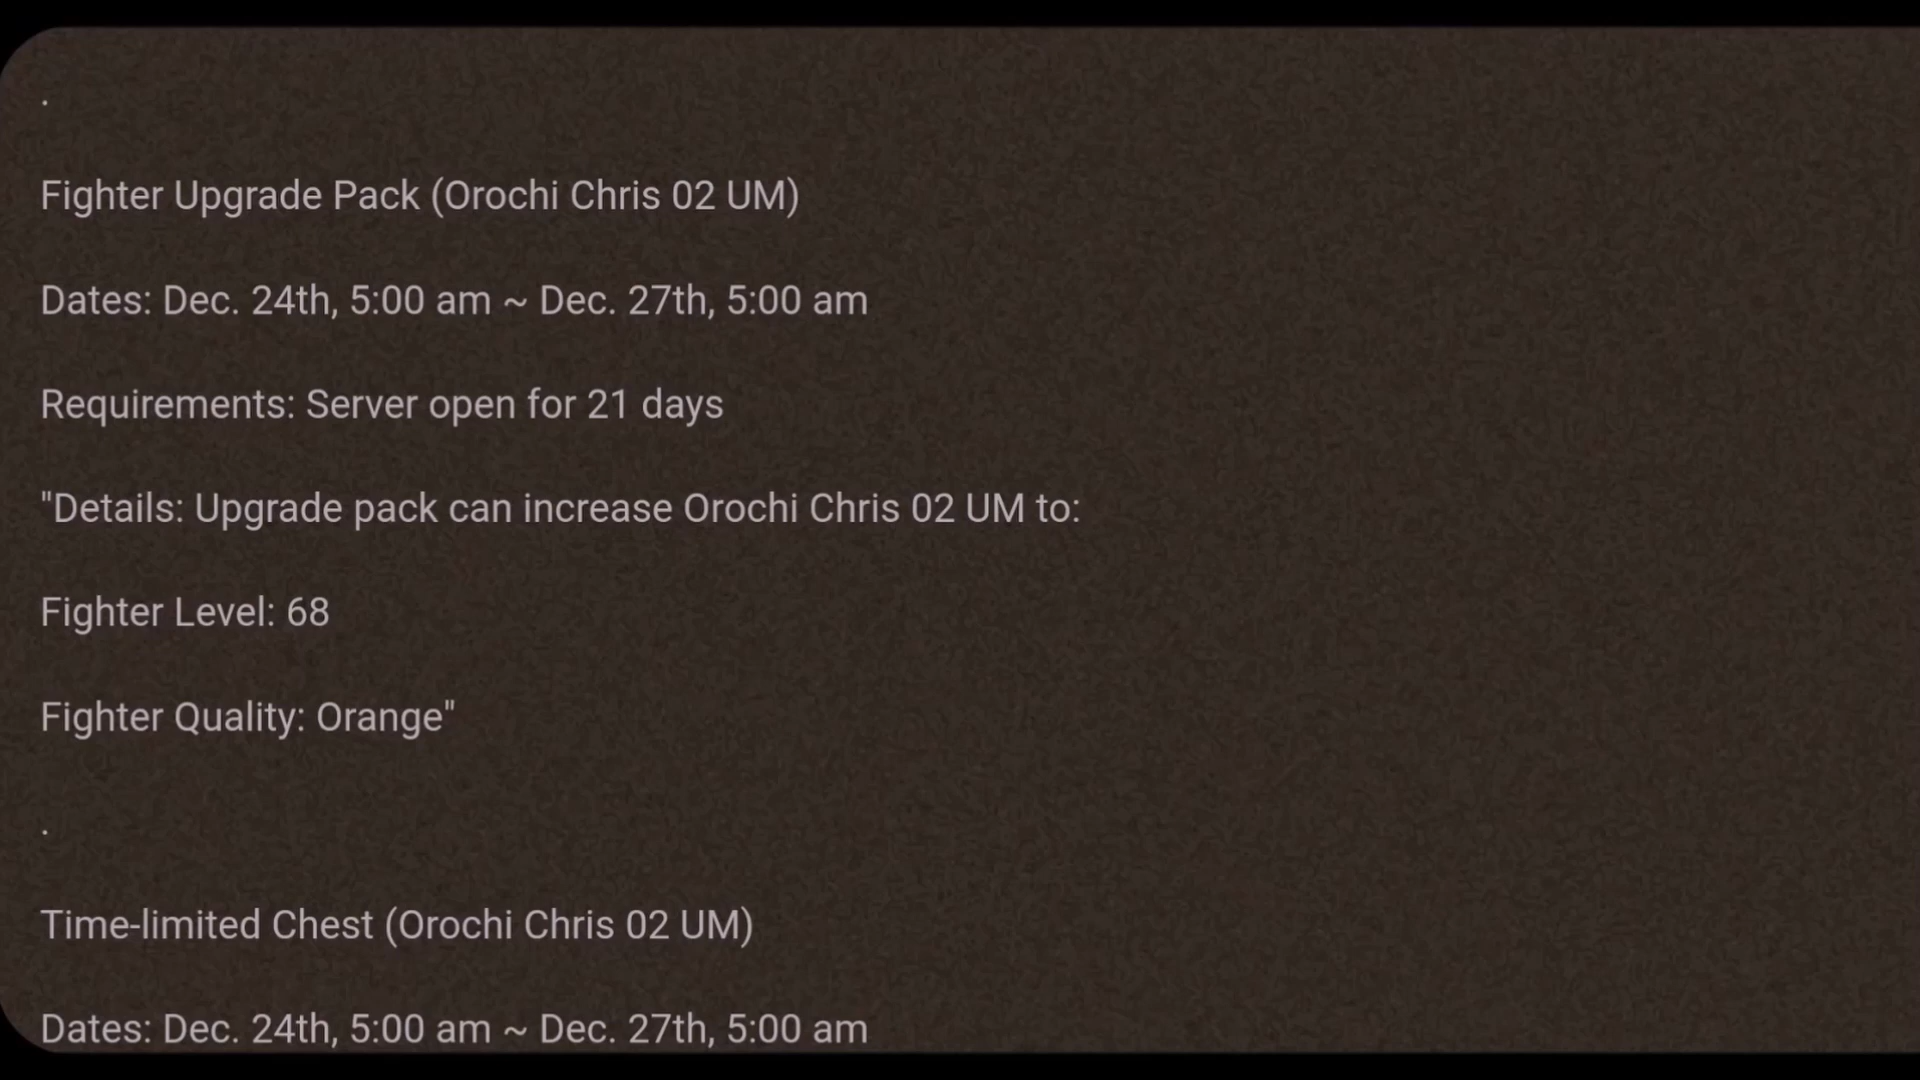 .
Fighter Upgrade Pack (Orochi Chris 02 UM)
Dates: Dec. 24th, 5:00 am ~ Dec. 27th, 5:00 am
Requirements: Server open for 21 days
"Details: Upgrade pack can increase Orochi Chris 02 UM to:
Fighter Level: 68
Fighter Quality: Orange"
.
Time-limited Chest (Orochi Chris 02 UM)
Dates: Dec. 24th, 5:00 am ~ Dec. 27th, 5:00 am